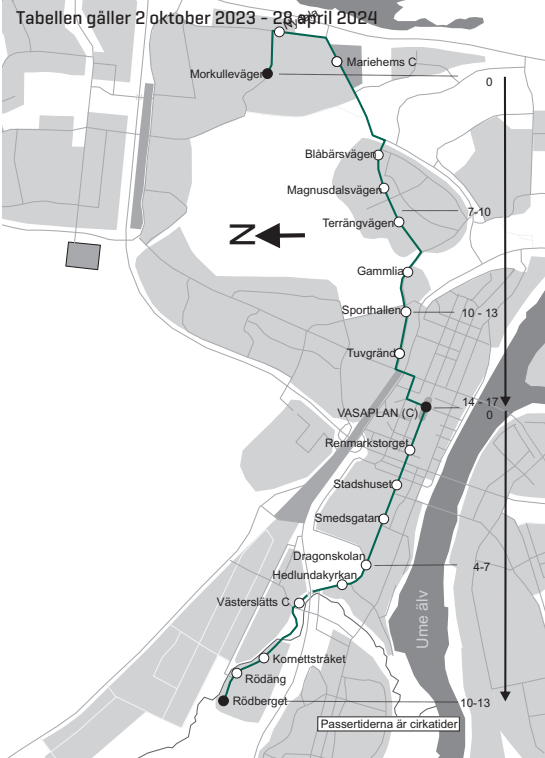 Tabellen gäller 2 oktober 2023 - 28 april 2024
Mariehems C
Morkullevägen
0
Blåbärsvägen
Magnusdalsvägen
7-10
Terrängvägen
N
Gammlia
Sporthallen
10 - 13
Tuvgränd
14 - 17
VASAPLAN (C)
0
Renmarkstorget
Stadshuset
Smedsgatan
Dragonskolan
4-7
Hedlundakyrkan
Västerslätts C
Ume älv
Kornettstråket
Rödäng
Rödberget
10-13
Passertiderna är cirkatider